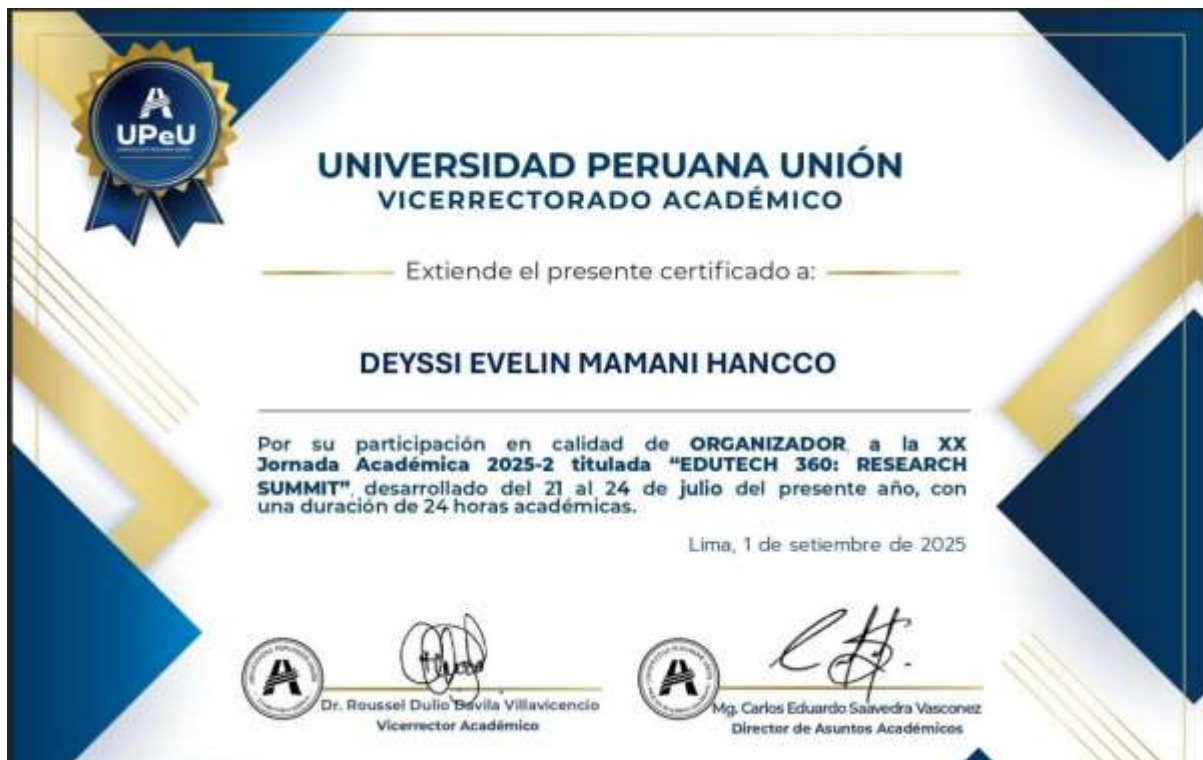 UPeU
UNIVERSIDAD PERUANA UNIÓN
VICERRECTORADO ACADÉMICO
Extiende el presente certificado a:
DEYSSI EVELIN MAMANI HANCCO
Por su participación en calidad de ORGANIZADOR a la XX
Jornada Académica 2025-2 titulada “EDUTECH 360: RESEARCH
SUMMIT”, desarrollado del 21 al 24 de julio del presente año, con
una duración de 24 horas académicas.
Lima, 1 de setiembre de 2025
Dr. Roussel Dulio Davila Villavicencio
Vicerrector Académico
Mg. Carlos Eduardo Saavedra Vasconez
Director de Asuntos Académicos